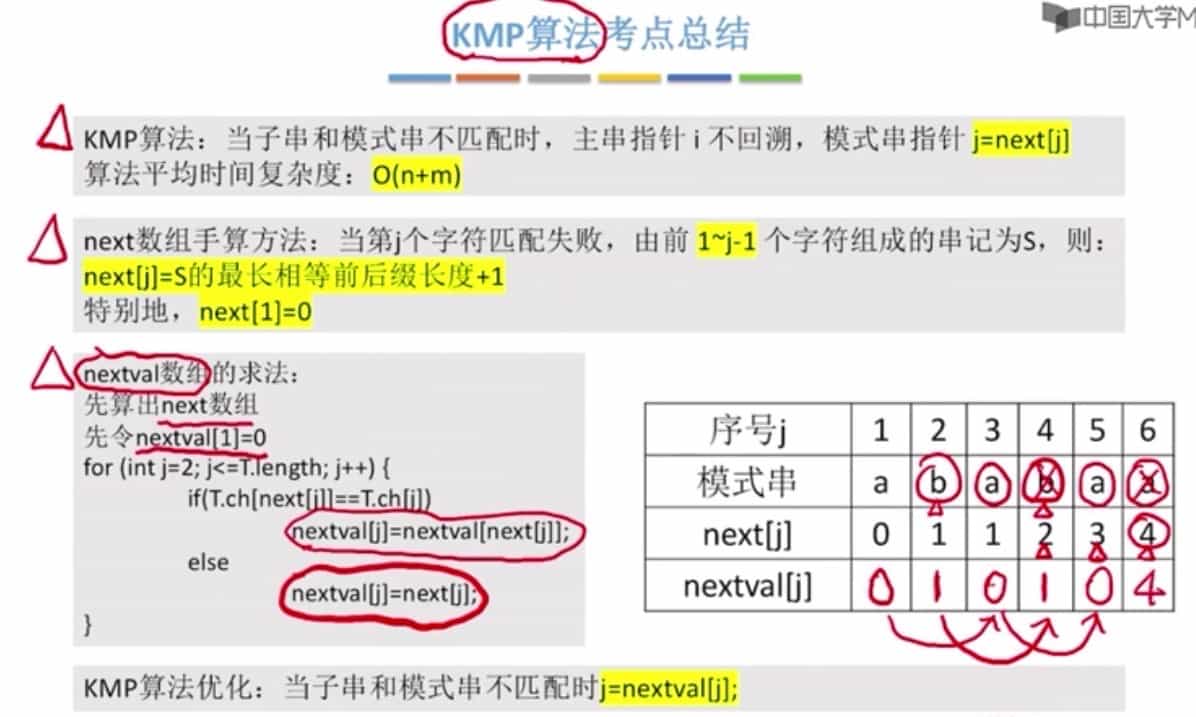 中国大学M
KMP算法考点总结
KMP算法：当子串和模式串不匹配时，主串指针 i 不回溯，模式串指针 j=next[j]
算法平均时间复杂度：O(n+m)
next数组手算方法：当第j个字符匹配失败，由前 1~j-1 个字符组成的串记为S，则：
next[j]=S的最长相等前后缀长度+1
特别地，next[1]=0
nextval数组的求法：
先算出next数组
先令nextval[1]=0
for (int j=2; j<=T.length; j++) {
if(T.ch[next[j]]==T.ch[j])
nextval[j]=nextval[next[j]];
else
nextval[j]=next[j];
}
序号j 1 2 3 4 5 6
模式串 a b a b a a
next[j] 0 1 1 2 3 4
nextval[j] 0 1 0 1 0 4
KMP算法优化：当子串和模式串不匹配时j=nextval[j];